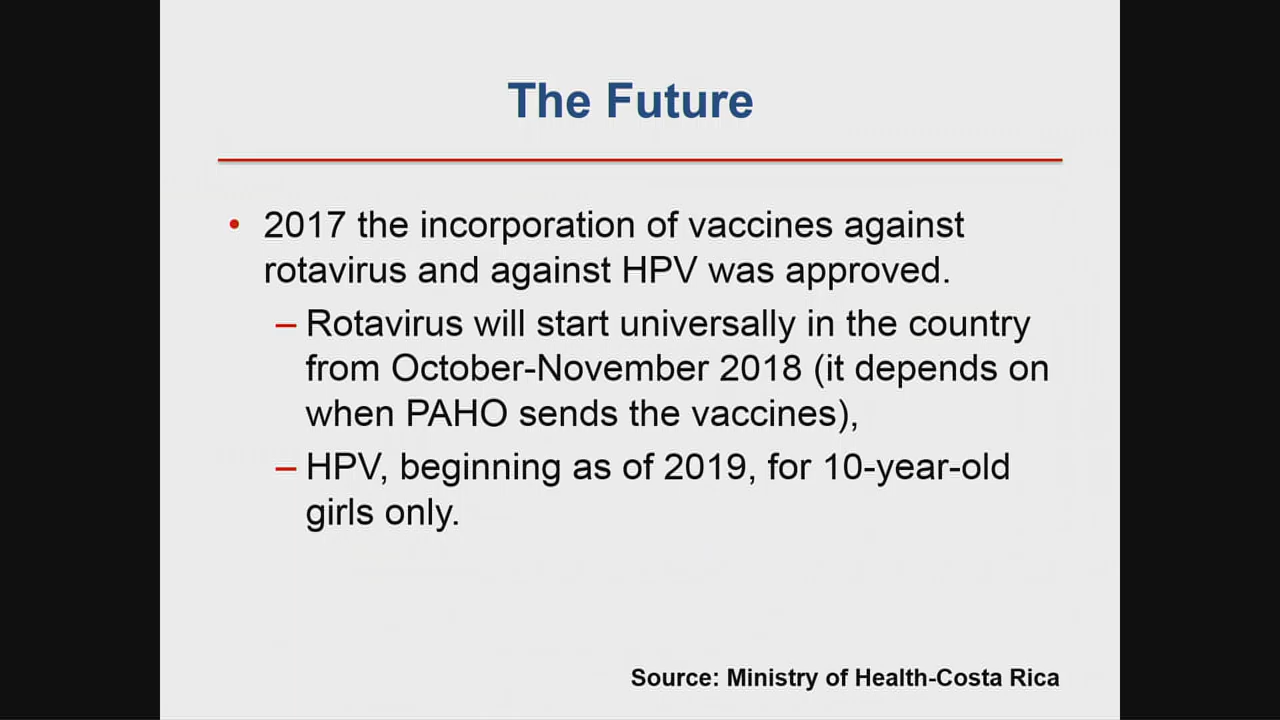 The Future
• 2017 the incorporation of vaccines against
rotavirus and against HPV was approved.
– Rotavirus will start universally in the country
from October-November 2018 (it depends on
when PAHO sends the vaccines),
– HPV, beginning as of 2019, for 10-year-old
girls only.
Source: Ministry of Health-Costa Rica